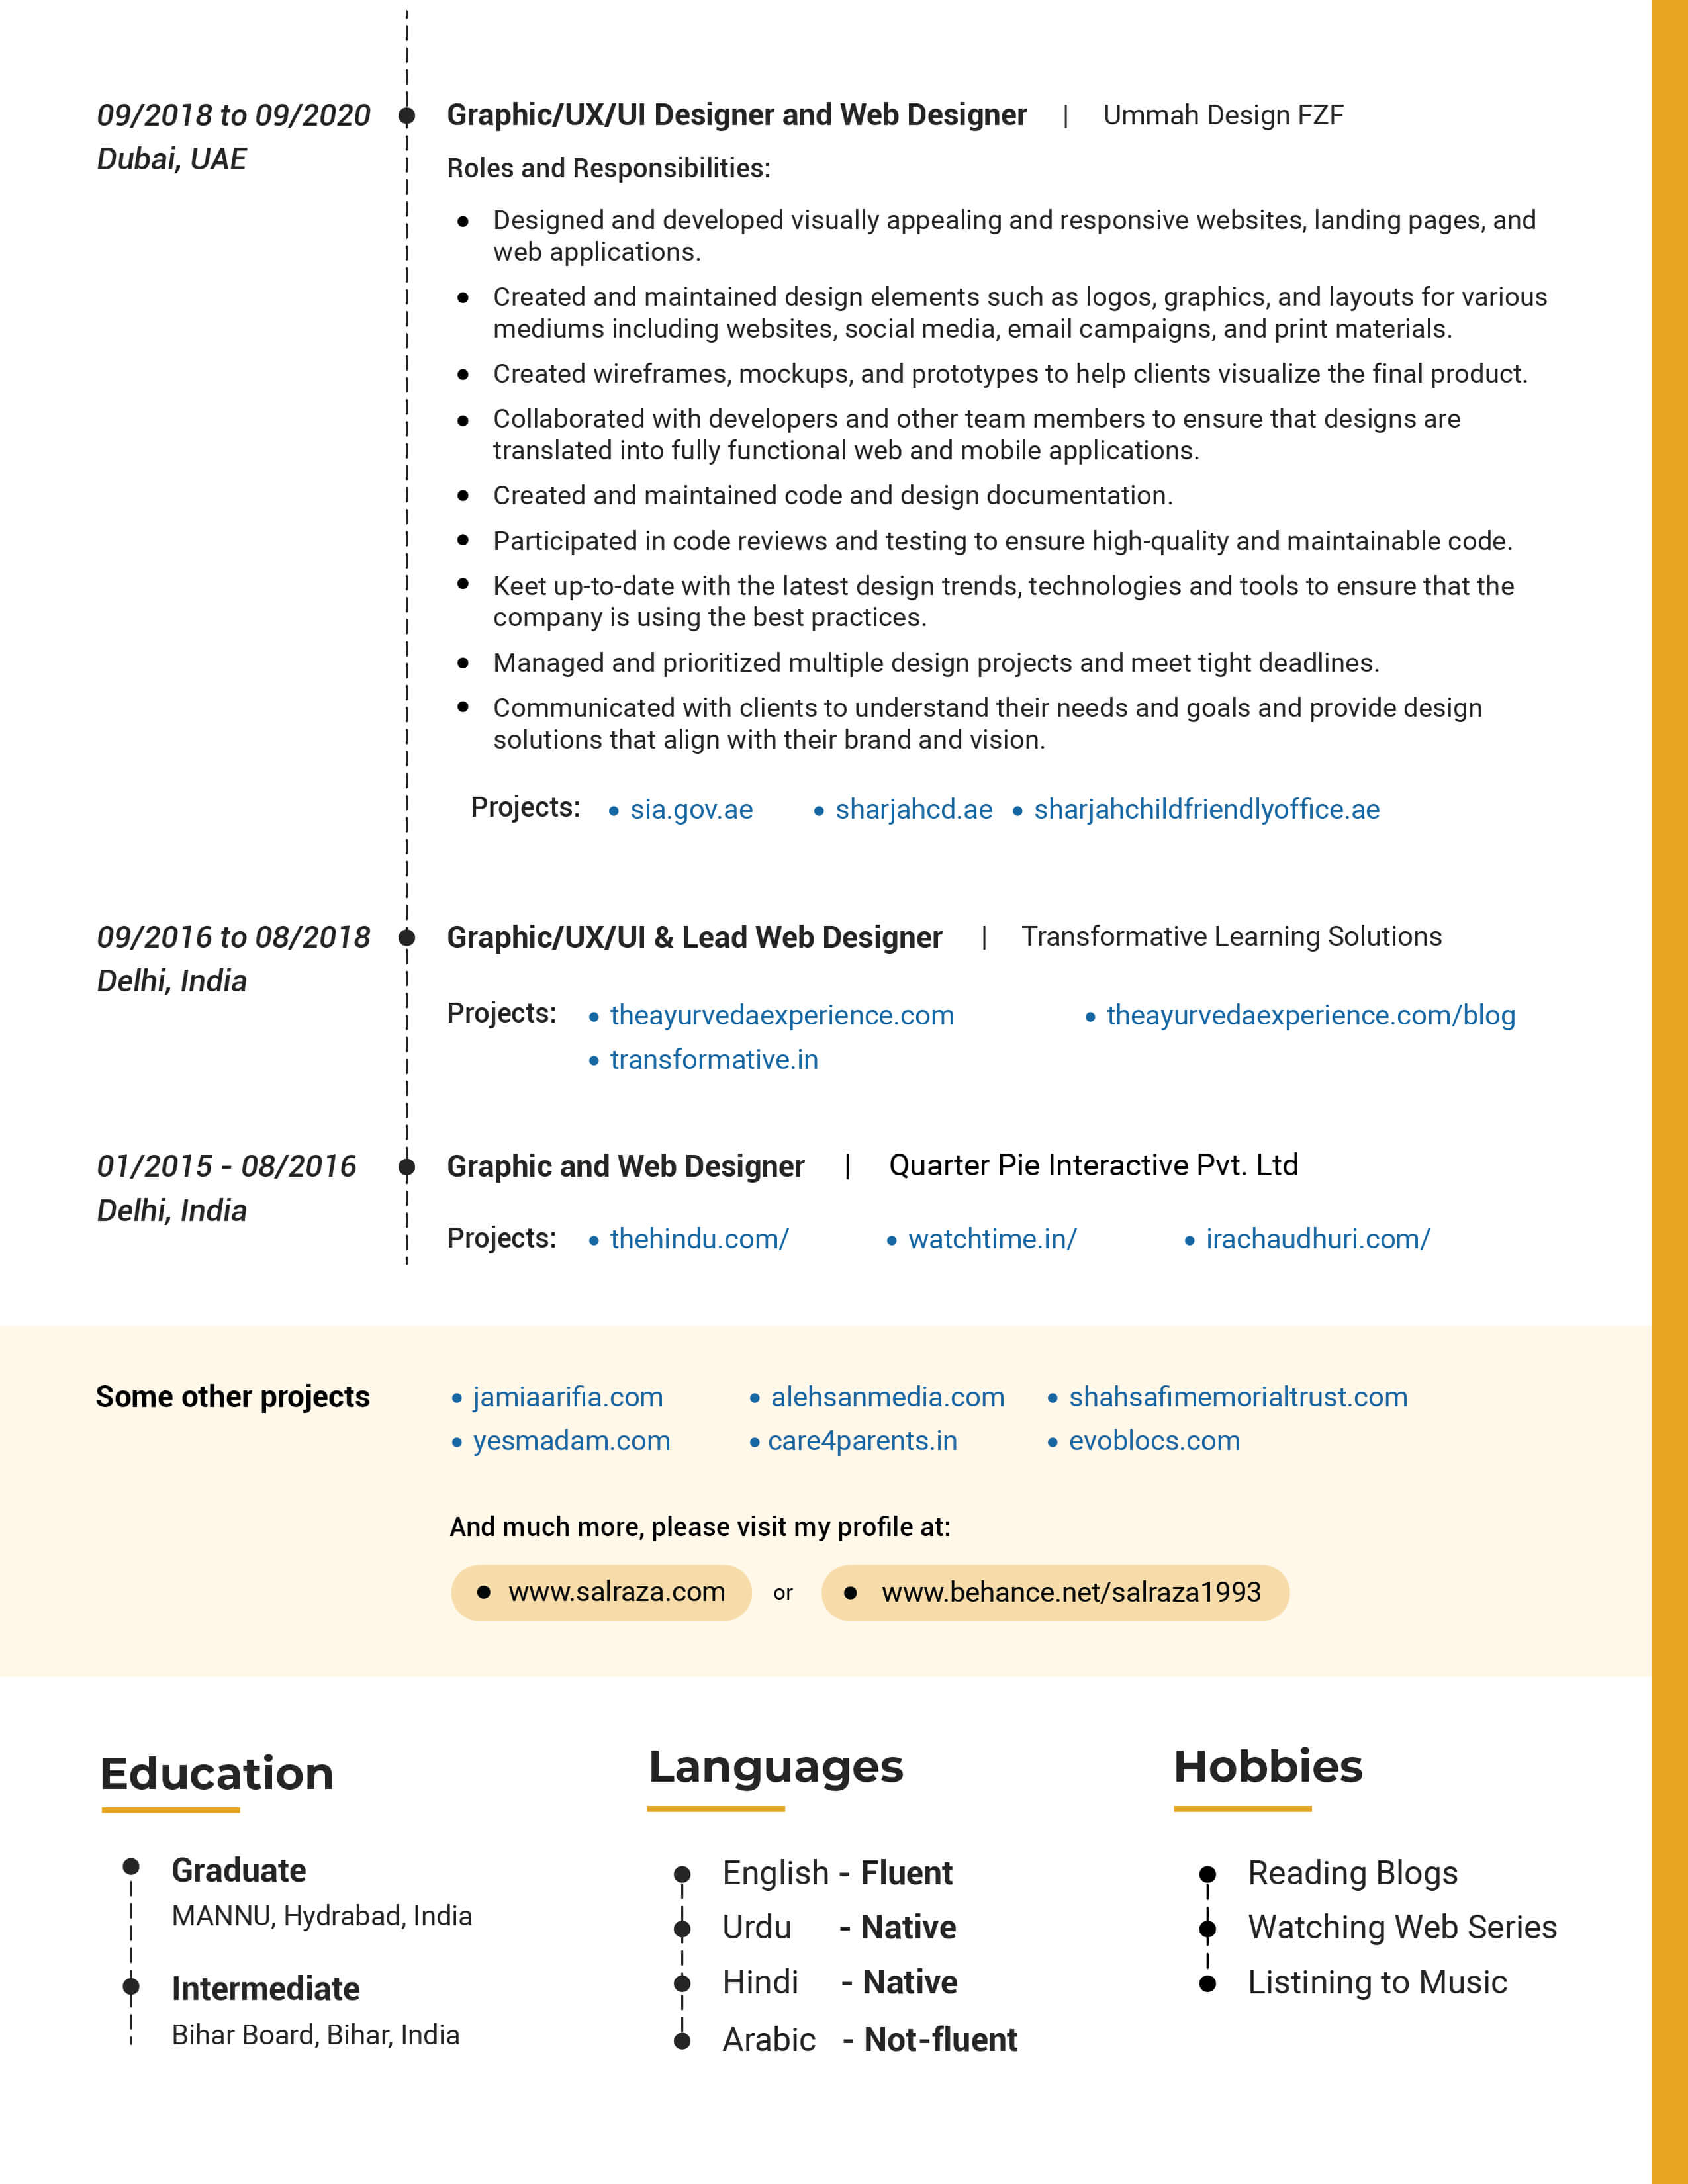 09/2018 to 09/2020
Dubai, UAE
Graphic/UX/UI Designer and Web Designer | Ummah Design FZF
Roles and Responsibilities:
● Designed and developed visually appealing and responsive websites, landing pages, and
web applications.
● Created and maintained design elements such as logos, graphics, and layouts for various
mediums including websites, social media, email campaigns, and print materials.
● Created wireframes, mockups, and prototypes to help clients visualize the final product.
● Collaborated with developers and other team members to ensure that designs are
translated into fully functional web and mobile applications.
● Created and maintained code and design documentation.
● Participated in code reviews and testing to ensure high-quality and maintainable code.
● Keet up-to-date with the latest design trends, technologies and tools to ensure that the
company is using the best practices.
● Managed and prioritized multiple design projects and meet tight deadlines.
● Communicated with clients to understand their needs and goals and provide design
solutions that align with their brand and vision.
Projects: • sia.gov.ae • sharjahcd.ae • sharjahchildfriendlyoffice.ae
09/2016 to 08/2018
Delhi, India
Graphic/UX/UI & Lead Web Designer | Transformative Learning Solutions
Projects: • theayurvedaexperience.com • theayurvedaexperience.com/blog
• transformative.in
01/2015 - 08/2016
Delhi, India
Graphic and Web Designer | Quarter Pie Interactive Pvt. Ltd
Projects: • thehindu.com/ • watchtime.in/ • irachaudhuri.com/
Some other projects
• jamiaarifia.com • alehsanmedia.com • shahsafimemorialtrust.com
• yesmadam.com • care4parents.in • evoblocs.com
And much more, please visit my profile at:
● www.salraza.com or ● www.behance.net/salraza1993
Education
Graduate
MANNU, Hydrabad, India
Intermediate
Bihar Board, Bihar, India
Languages
English - Fluent
Urdu - Native
Hindi - Native
Arabic - Not-fluent
Hobbies
Reading Blogs
Watching Web Series
Listining to Music